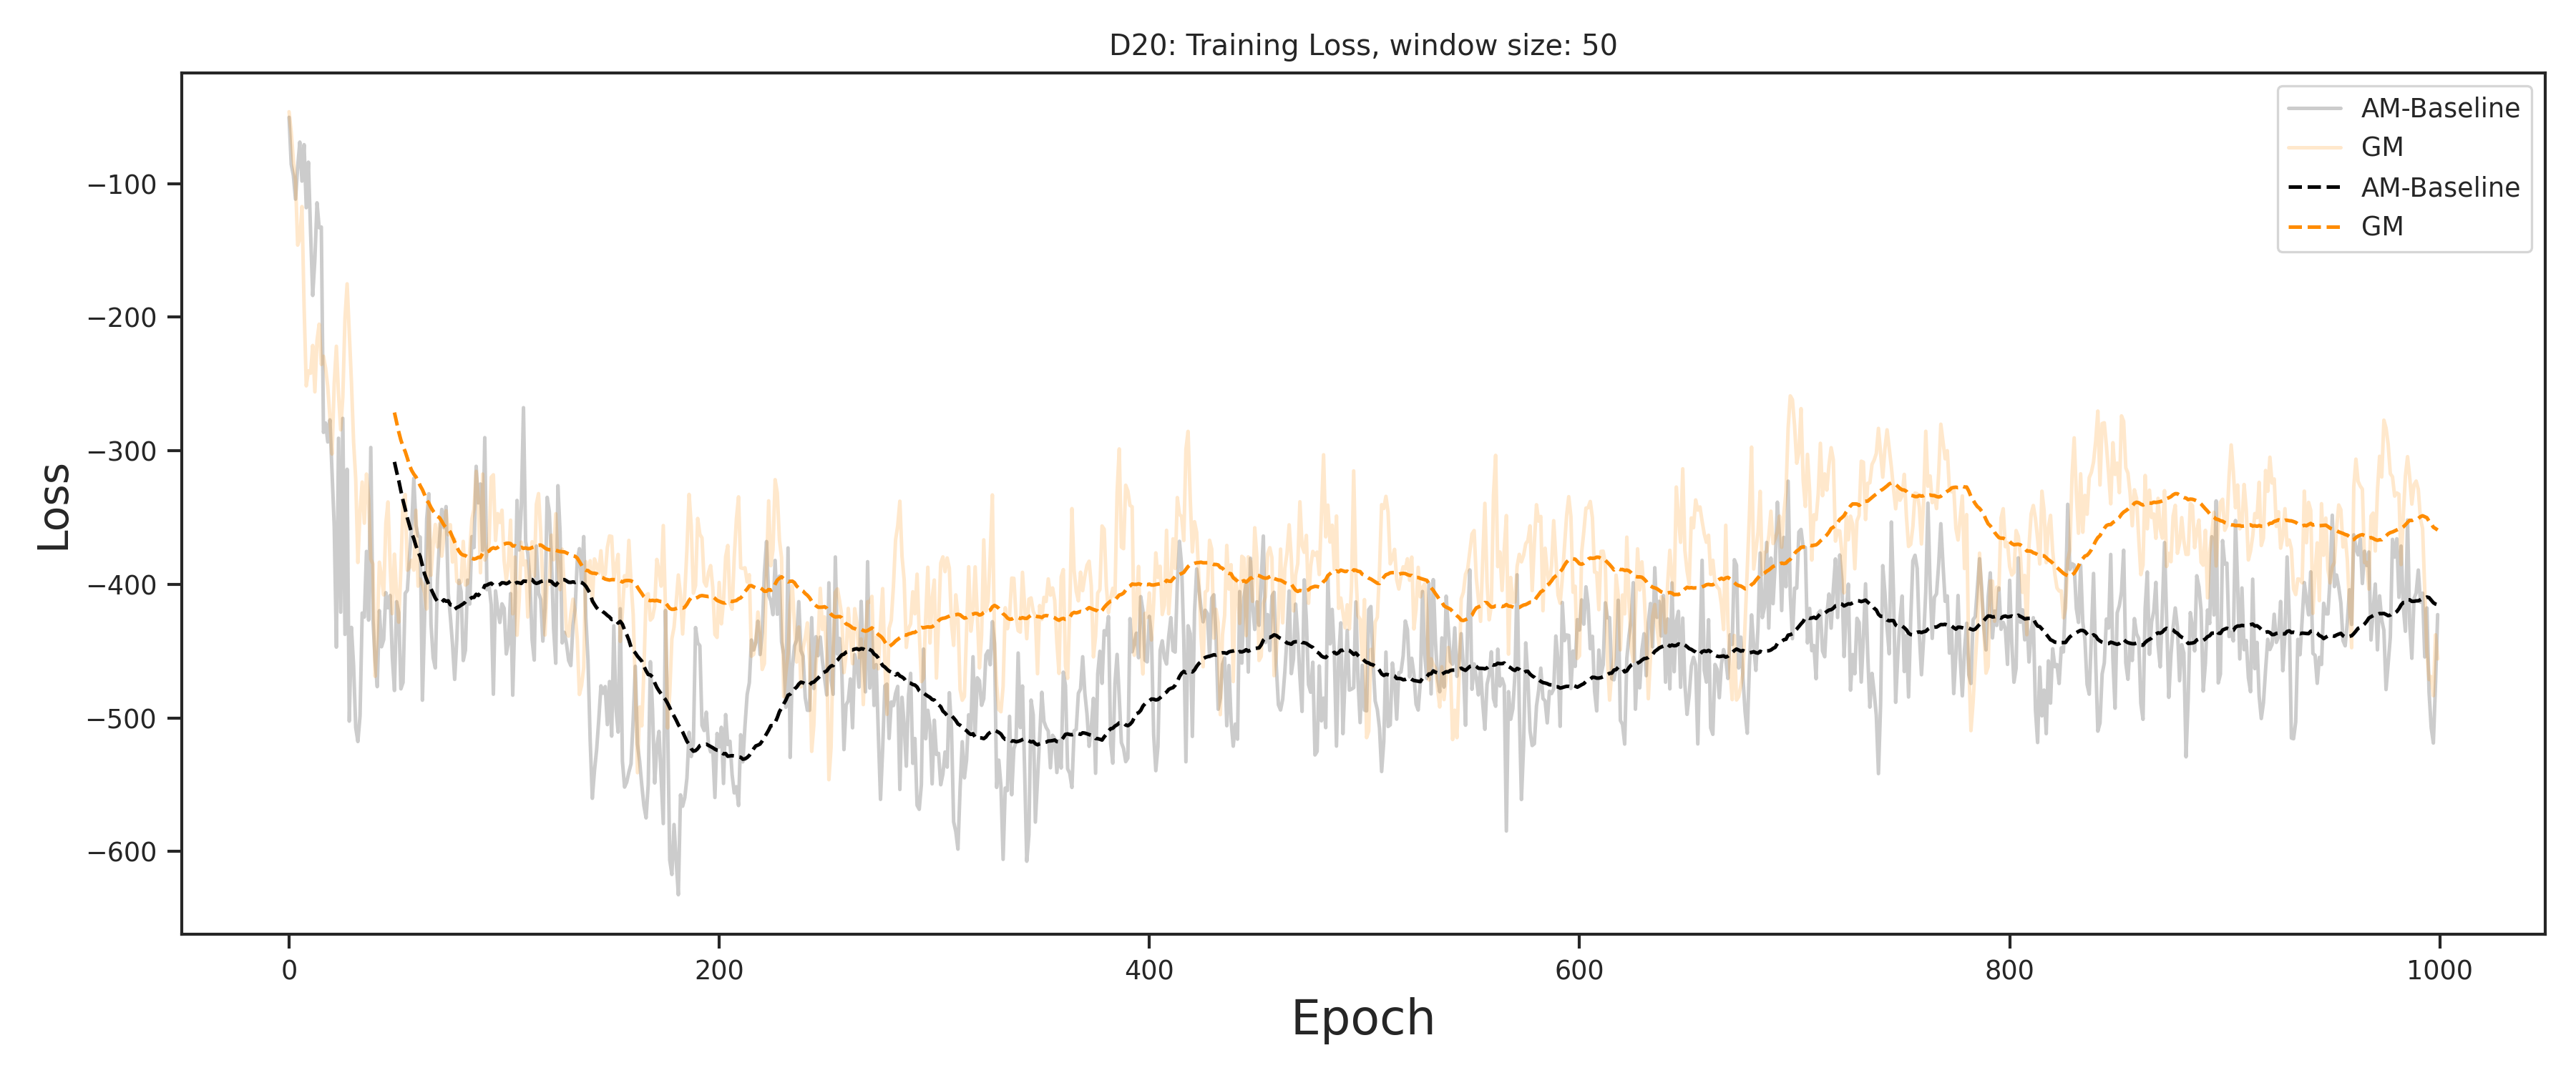 D20: Training Loss, window size: 50
AM-Baseline
GM
AM-Baseline
GM
Loss
−100
−200
−300
−400
−500
−600
0
200
400
600
800
1000
Epoch